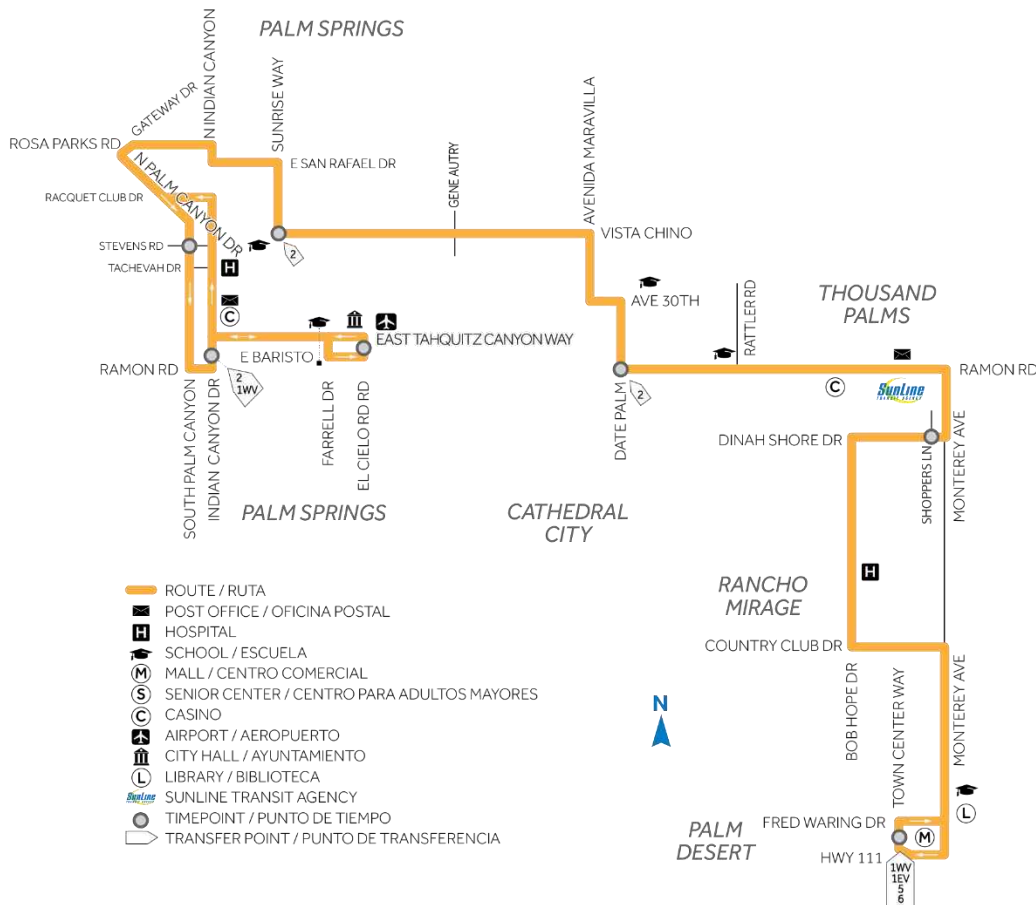 PALM SPRINGS
GATEWAY DR
N INDIAN CANYON
SUNRISE WAY
ROSA PARKS RD
N PALM CANYON DR
E SAN RAFAEL DR
GENE AUTRY
AVENIDA MARAVILLA
RACQUET CLUB DR
VISTA CHINO
STEVENS RD
2
TACHEVAH DR
H
C
AVE 30TH
RATTLER RD
THOUSAND
PALMS
EAST TAHQUITZ CANYON WAY
E BARISTO
RAMON RD
2
1WV
2
C
SunLine
TRANSIT AGENCY
RAMON RD
SOUTH PALM CANYON
INDIAN CANYON DR
FARRELL DR
EL CIELO RD RD
DATE PALM
DINAH SHORE DR
SHOPPERS LN
MONTEREY AVE
PALM SPRINGS
CATHEDRAL
CITY
RANCHO
MIRAGE
H
COUNTRY CLUB DR
BOB HOPE DR
TOWN CENTER WAY
MONTEREY AVE
N
L
PALM
DESERT
FRED WARING DR
M
HWY 111
1WV
1EV
5
6
ROUTE / RUTA
POST OFFICE / OFICINA POSTAL
H HOSPITAL
SCHOOL / ESCUELA
M MALL / CENTRO COMERCIAL
S SENIOR CENTER / CENTRO PARA ADULTOS MAYORES
C CASINO
AIRPORT / AEROPUERTO
CITY HALL / AYUNTAMIENTO
L LIBRARY / BIBLIOTECA
SunLine SUNLINE TRANSIT AGENCY
TIMEPOINT / PUNTO DE TIEMPO
TRANSFER POINT / PUNTO DE TRANSFERENCIA